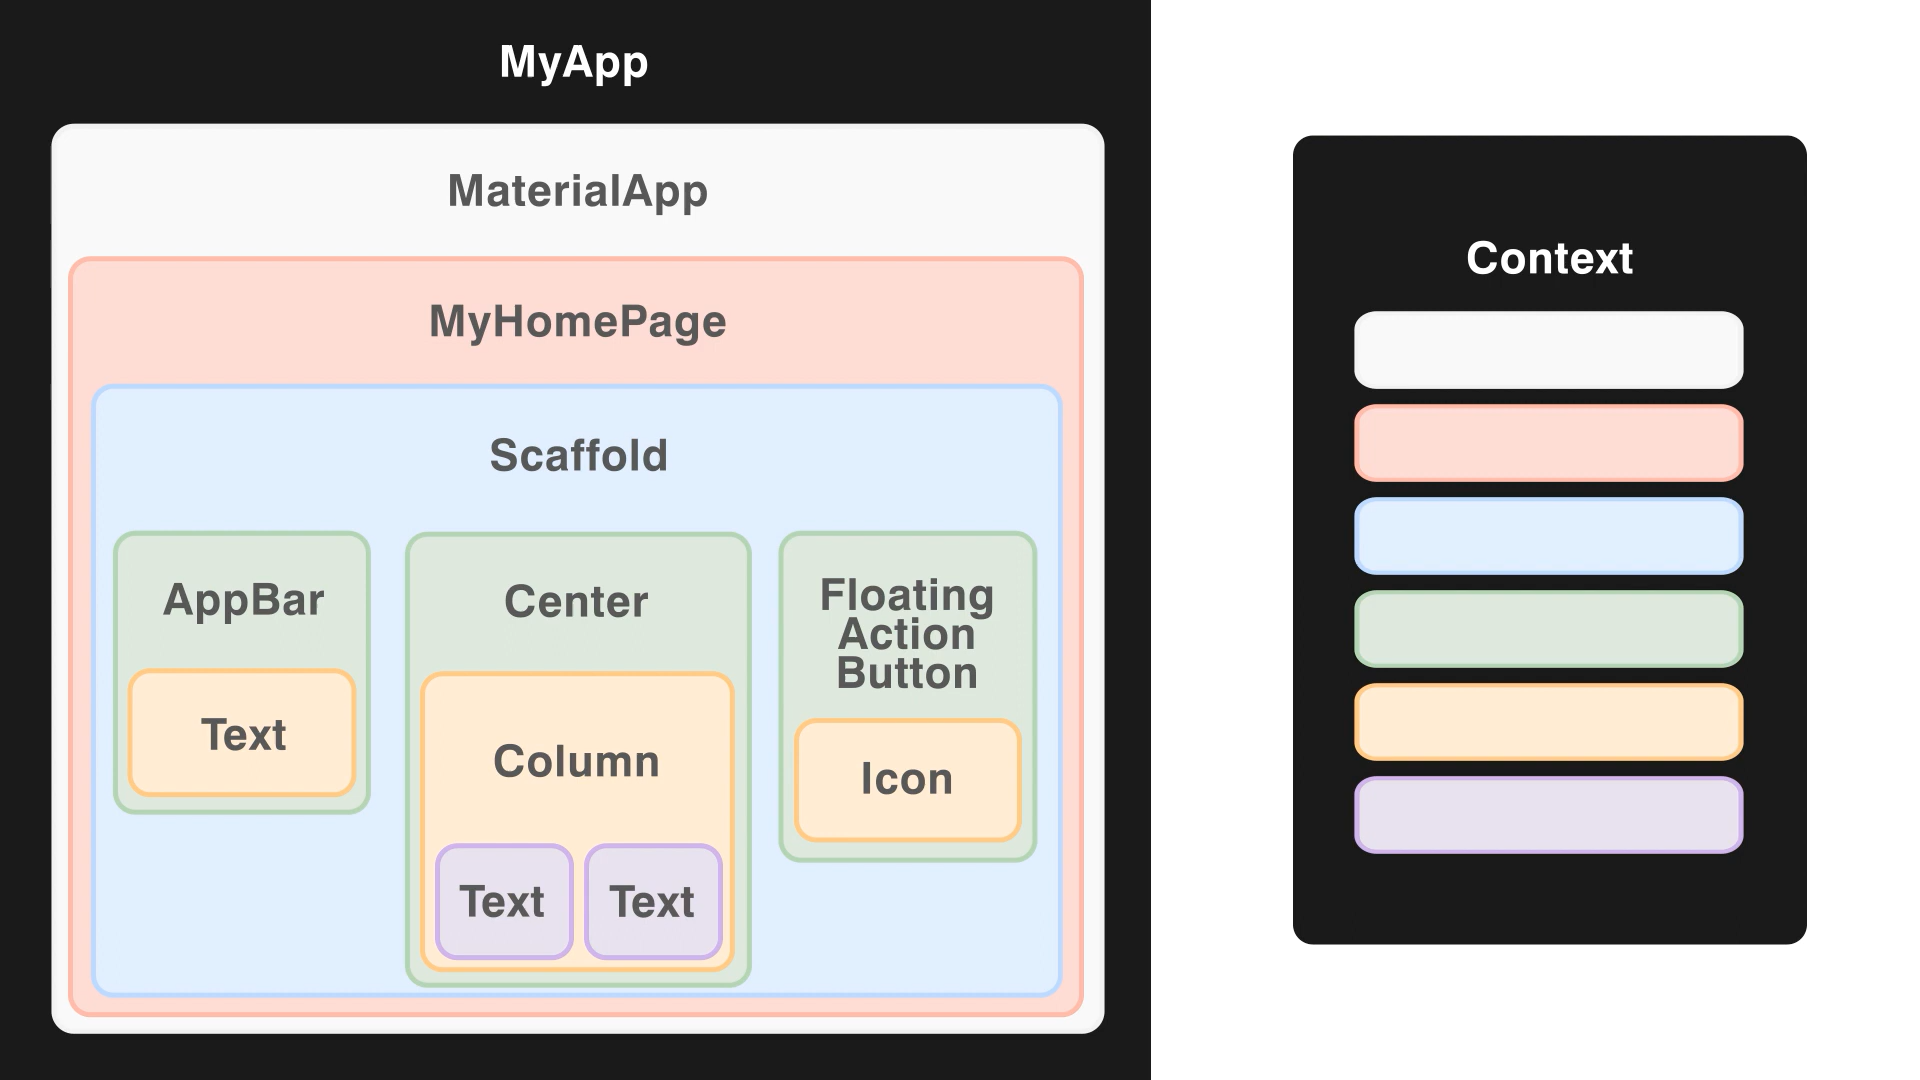 MyApp
MaterialApp
MyHomePage
Scaffold
AppBar
Text
Center
Column
Text
Text
Floating
Action
Button
Icon
Context